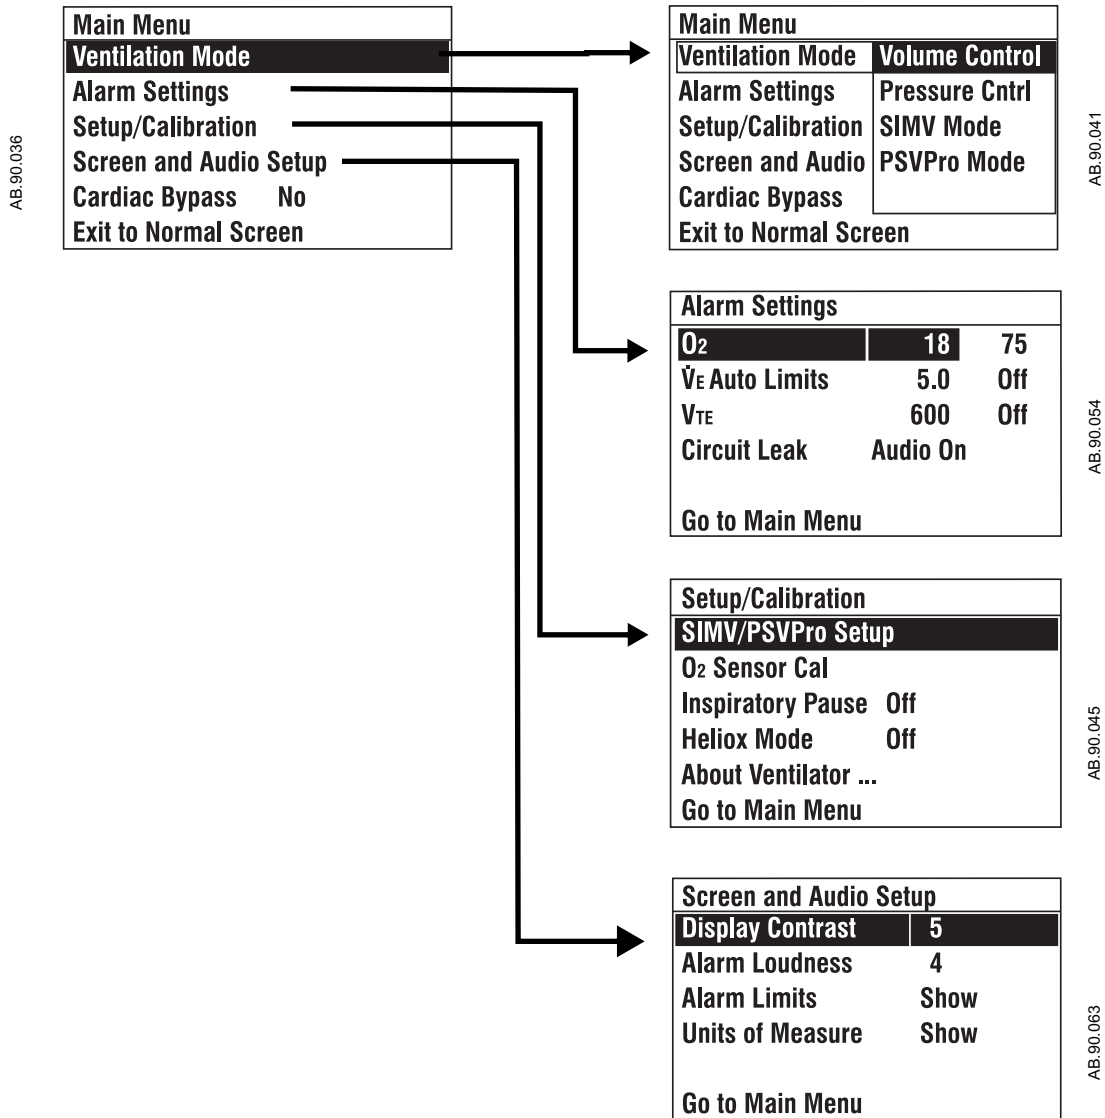 Main Menu
Ventilation Mode
Alarm Settings
Setup/Calibration
Screen and Audio Setup
Cardiac Bypass No
Exit to Normal Screen
AB.90.036
Main Menu
Ventilation Mode Volume Control
Alarm Settings Pressure Cntrl
Setup/Calibration SIMV Mode
Screen and Audio PSVPro Mode
Cardiac Bypass
Exit to Normal Screen
AB.90.041
Alarm Settings
O2 18 75
V̇E Auto Limits 5.0 Off
VTE 600 Off
Circuit Leak Audio On
Go to Main Menu
AB.90.054
Setup/Calibration
SIMV/PSVPro Setup
O2 Sensor Cal
Inspiratory Pause Off
Heliox Mode Off
About Ventilator ...
Go to Main Menu
AB.90.045
Screen and Audio Setup
Display Contrast 5
Alarm Loudness 4
Alarm Limits Show
Units of Measure Show
Go to Main Menu
AB.90.063